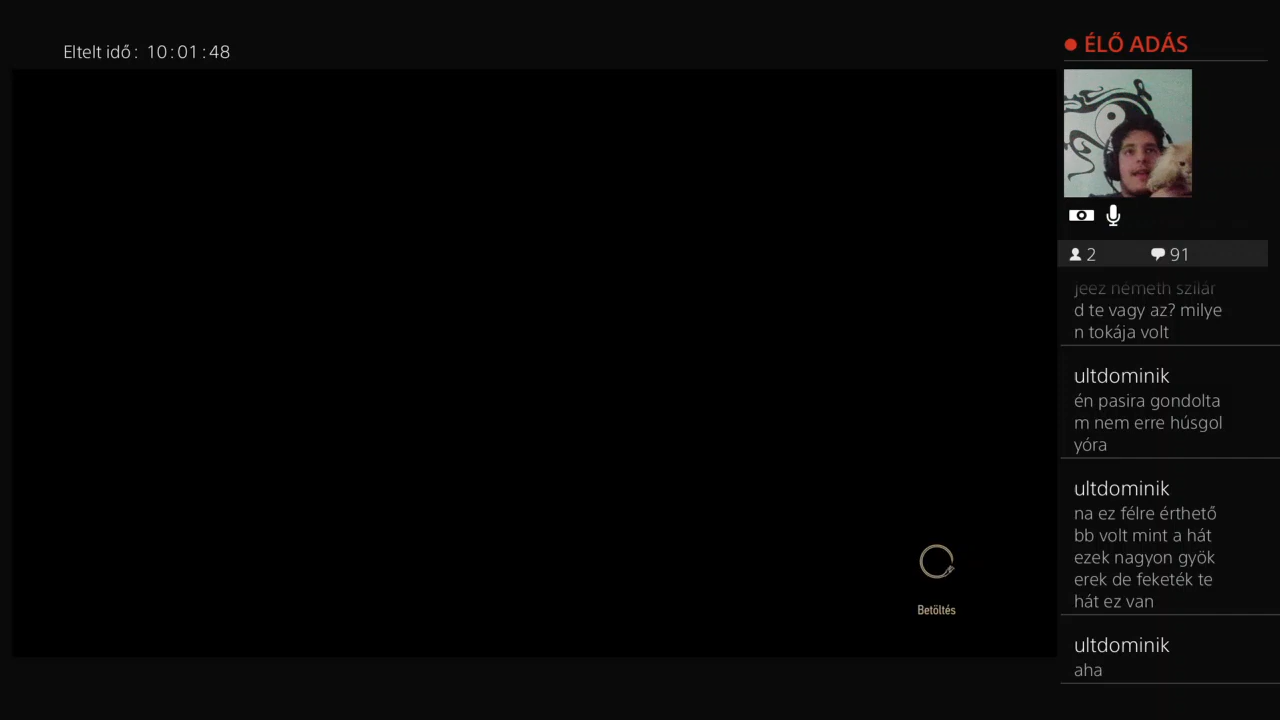 Eltelt idő: 10:01:48
ÉLŐ ADÁS
2 91
jeez németh szilár
d te vagy az? milye
n tokája volt
ultdominik
én pasira gondolta
m nem erre húsgol
yóra
ultdominik
na ez félre érthető
bb volt mint a hát
ezek nagyon gyök
erek de feketék te
hát ez van
ultdominik
aha
Betöltés